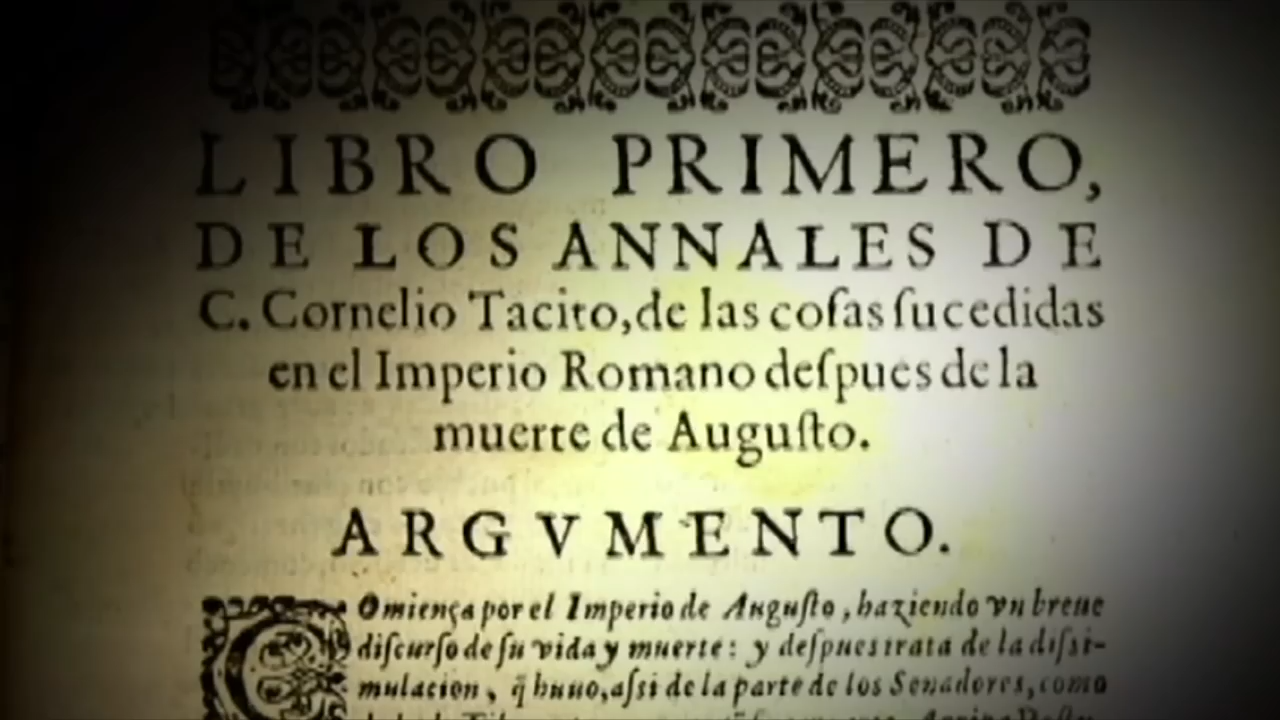 LIBRO PRIMERO,
DE LOS ANNALES DE
C. Cornelio Tacito, de las coſas ſucedidas
en el Imperio Romano deſpues de la
muerte de Auguſto.
ARGVMENTO.
COmiença por el Imperio de Auguſto, haziendo vn breue
diſcurſo de ſu vida y muerte: y deſpues trata de la diſsi-
mulacion, q̃ huuo, aſsi de la parte de los Senadores, como